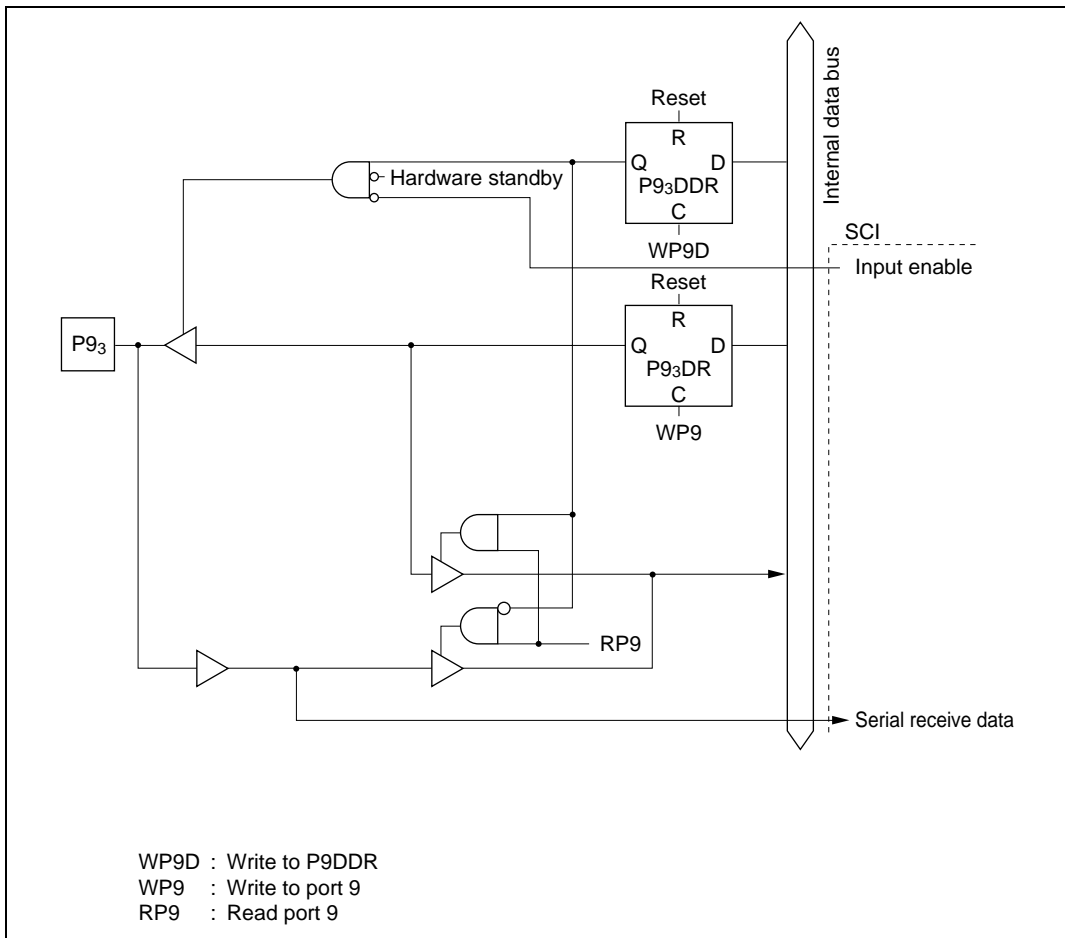 Reset
R
Q D
P9₃DDR
C
WP9D
Hardware standby
Internal data bus
SCI
Input enable
Reset
R
Q D
P9₃DR
C
WP9
P9₃
RP9
Serial receive data
WP9D : Write to P9DDR
WP9 : Write to port 9
RP9 : Read port 9